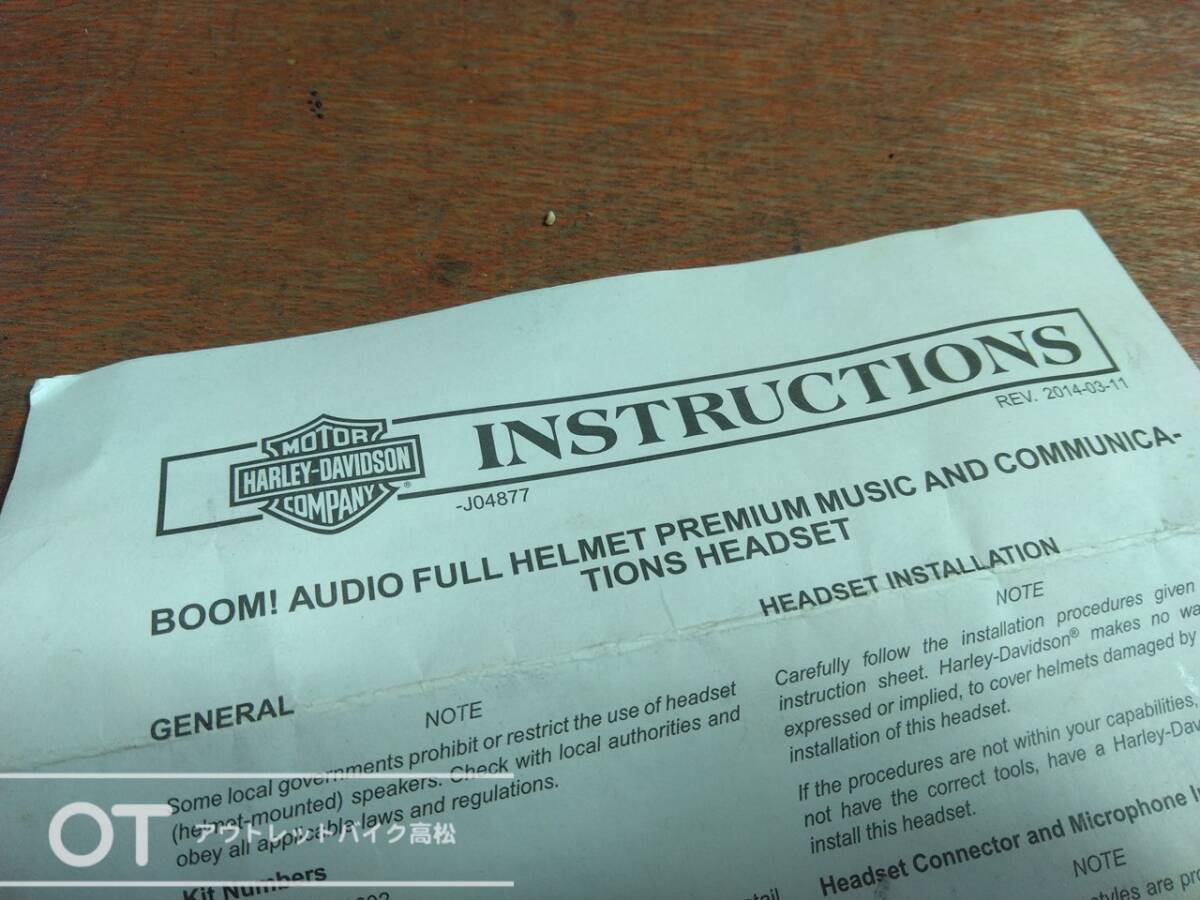 MOTOR
HARLEY-DAVIDSON
COMPANY
®
INSTRUCTIONS
-J04877
REV. 2014-03-11
BOOM! AUDIO FULL HELMET PREMIUM MUSIC AND COMMUNICA-
TIONS HEADSET
GENERAL
NOTE
Some local governments prohibit or restrict the use of headset
(helmet-mounted) speakers. Check with local authorities and
obey all applicable laws and regulations.
Kit Numbers
HEADSET INSTALLATION
NOTE
Carefully follow the installation procedures given
instruction sheet. Harley-Davidson® makes no wa
expressed or implied, to cover helmets damaged by
installation of this headset.
If the procedures are not within your capabilities,
not have the correct tools, have a Harley-Dav
install this headset.
Headset Connector and Microphone In
NOTE
styles are pro
OT アウトレットバイク高松